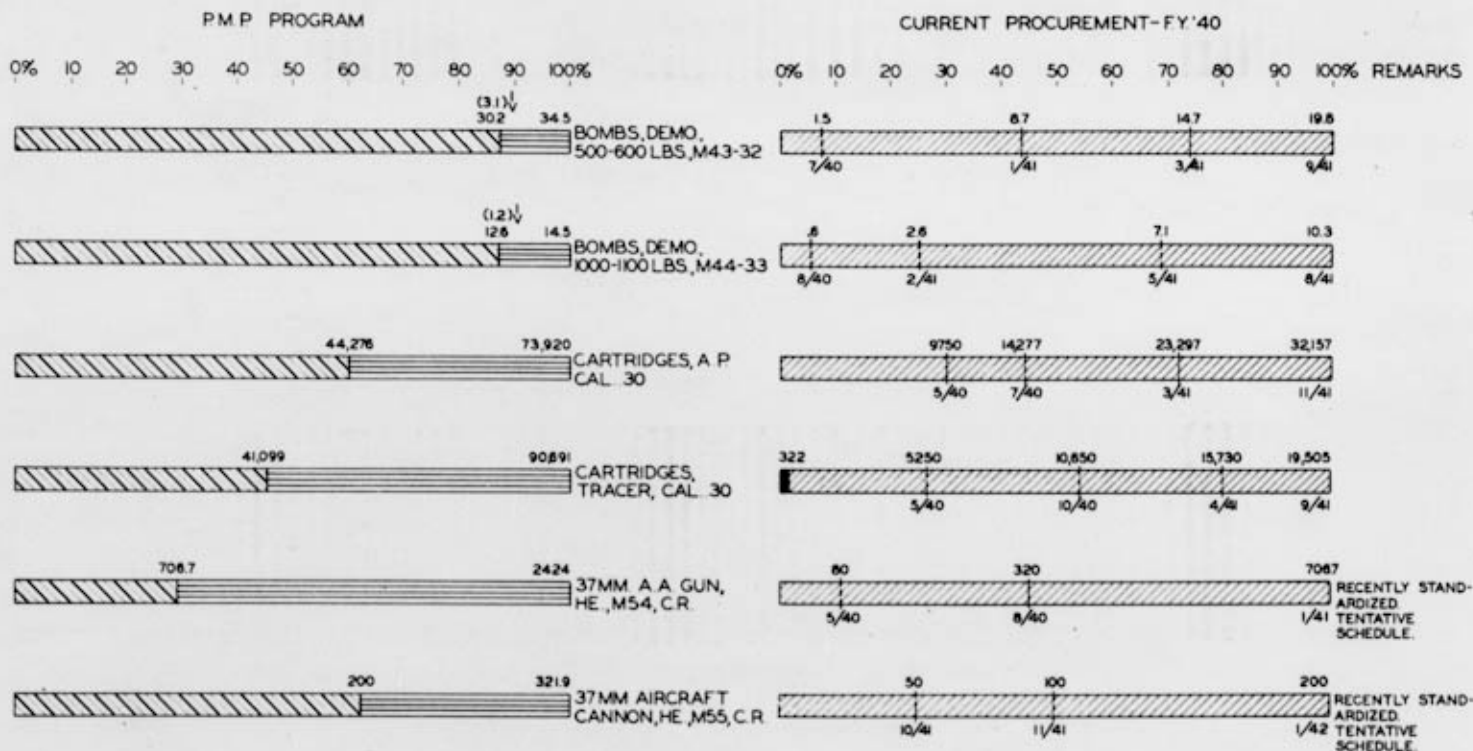 P.M.P. PROGRAM
CURRENT PROCUREMENT-F.Y.'40
0% 10 20 30 40 50 60 70 80 90 100%
0% 10 20 30 40 50 60 70 80 90 100% REMARKS
(3.1)
30.2 34.5
BOMBS, DEMO,
500-600 LBS., M43-32
1.5 8.7 14.7 19.8
7/40 1/41 3/41 9/41
(1.2)
12.6 14.5
BOMBS, DEMO,
1000-1100 LBS., M44-33
.6 2.6 7.1 10.3
8/40 2/41 5/41 8/41
44,276 73,920
CARTRIDGES, A.P.
CAL. .30
9750 14,277 23,297 32,157
5/40 7/40 3/41 11/41
41,099 90,891
CARTRIDGES,
TRACER, CAL. .30
322 5250 10,850 15,730 19,505
5/40 10/40 4/41 9/41
706.7 2424
37MM. A.A. GUN,
HE., M54, C.R.
80 320 7067
5/40 8/40 1/41
RECENTLY STAND-
ARDIZED.
TENTATIVE
SCHEDULE.
200 321.9
37MM AIRCRAFT
CANNON, HE., M55, C.R.
50 100 200
10/41 11/41 1/42
RECENTLY STAND-
ARDIZED.
TENTATIVE
SCHEDULE.